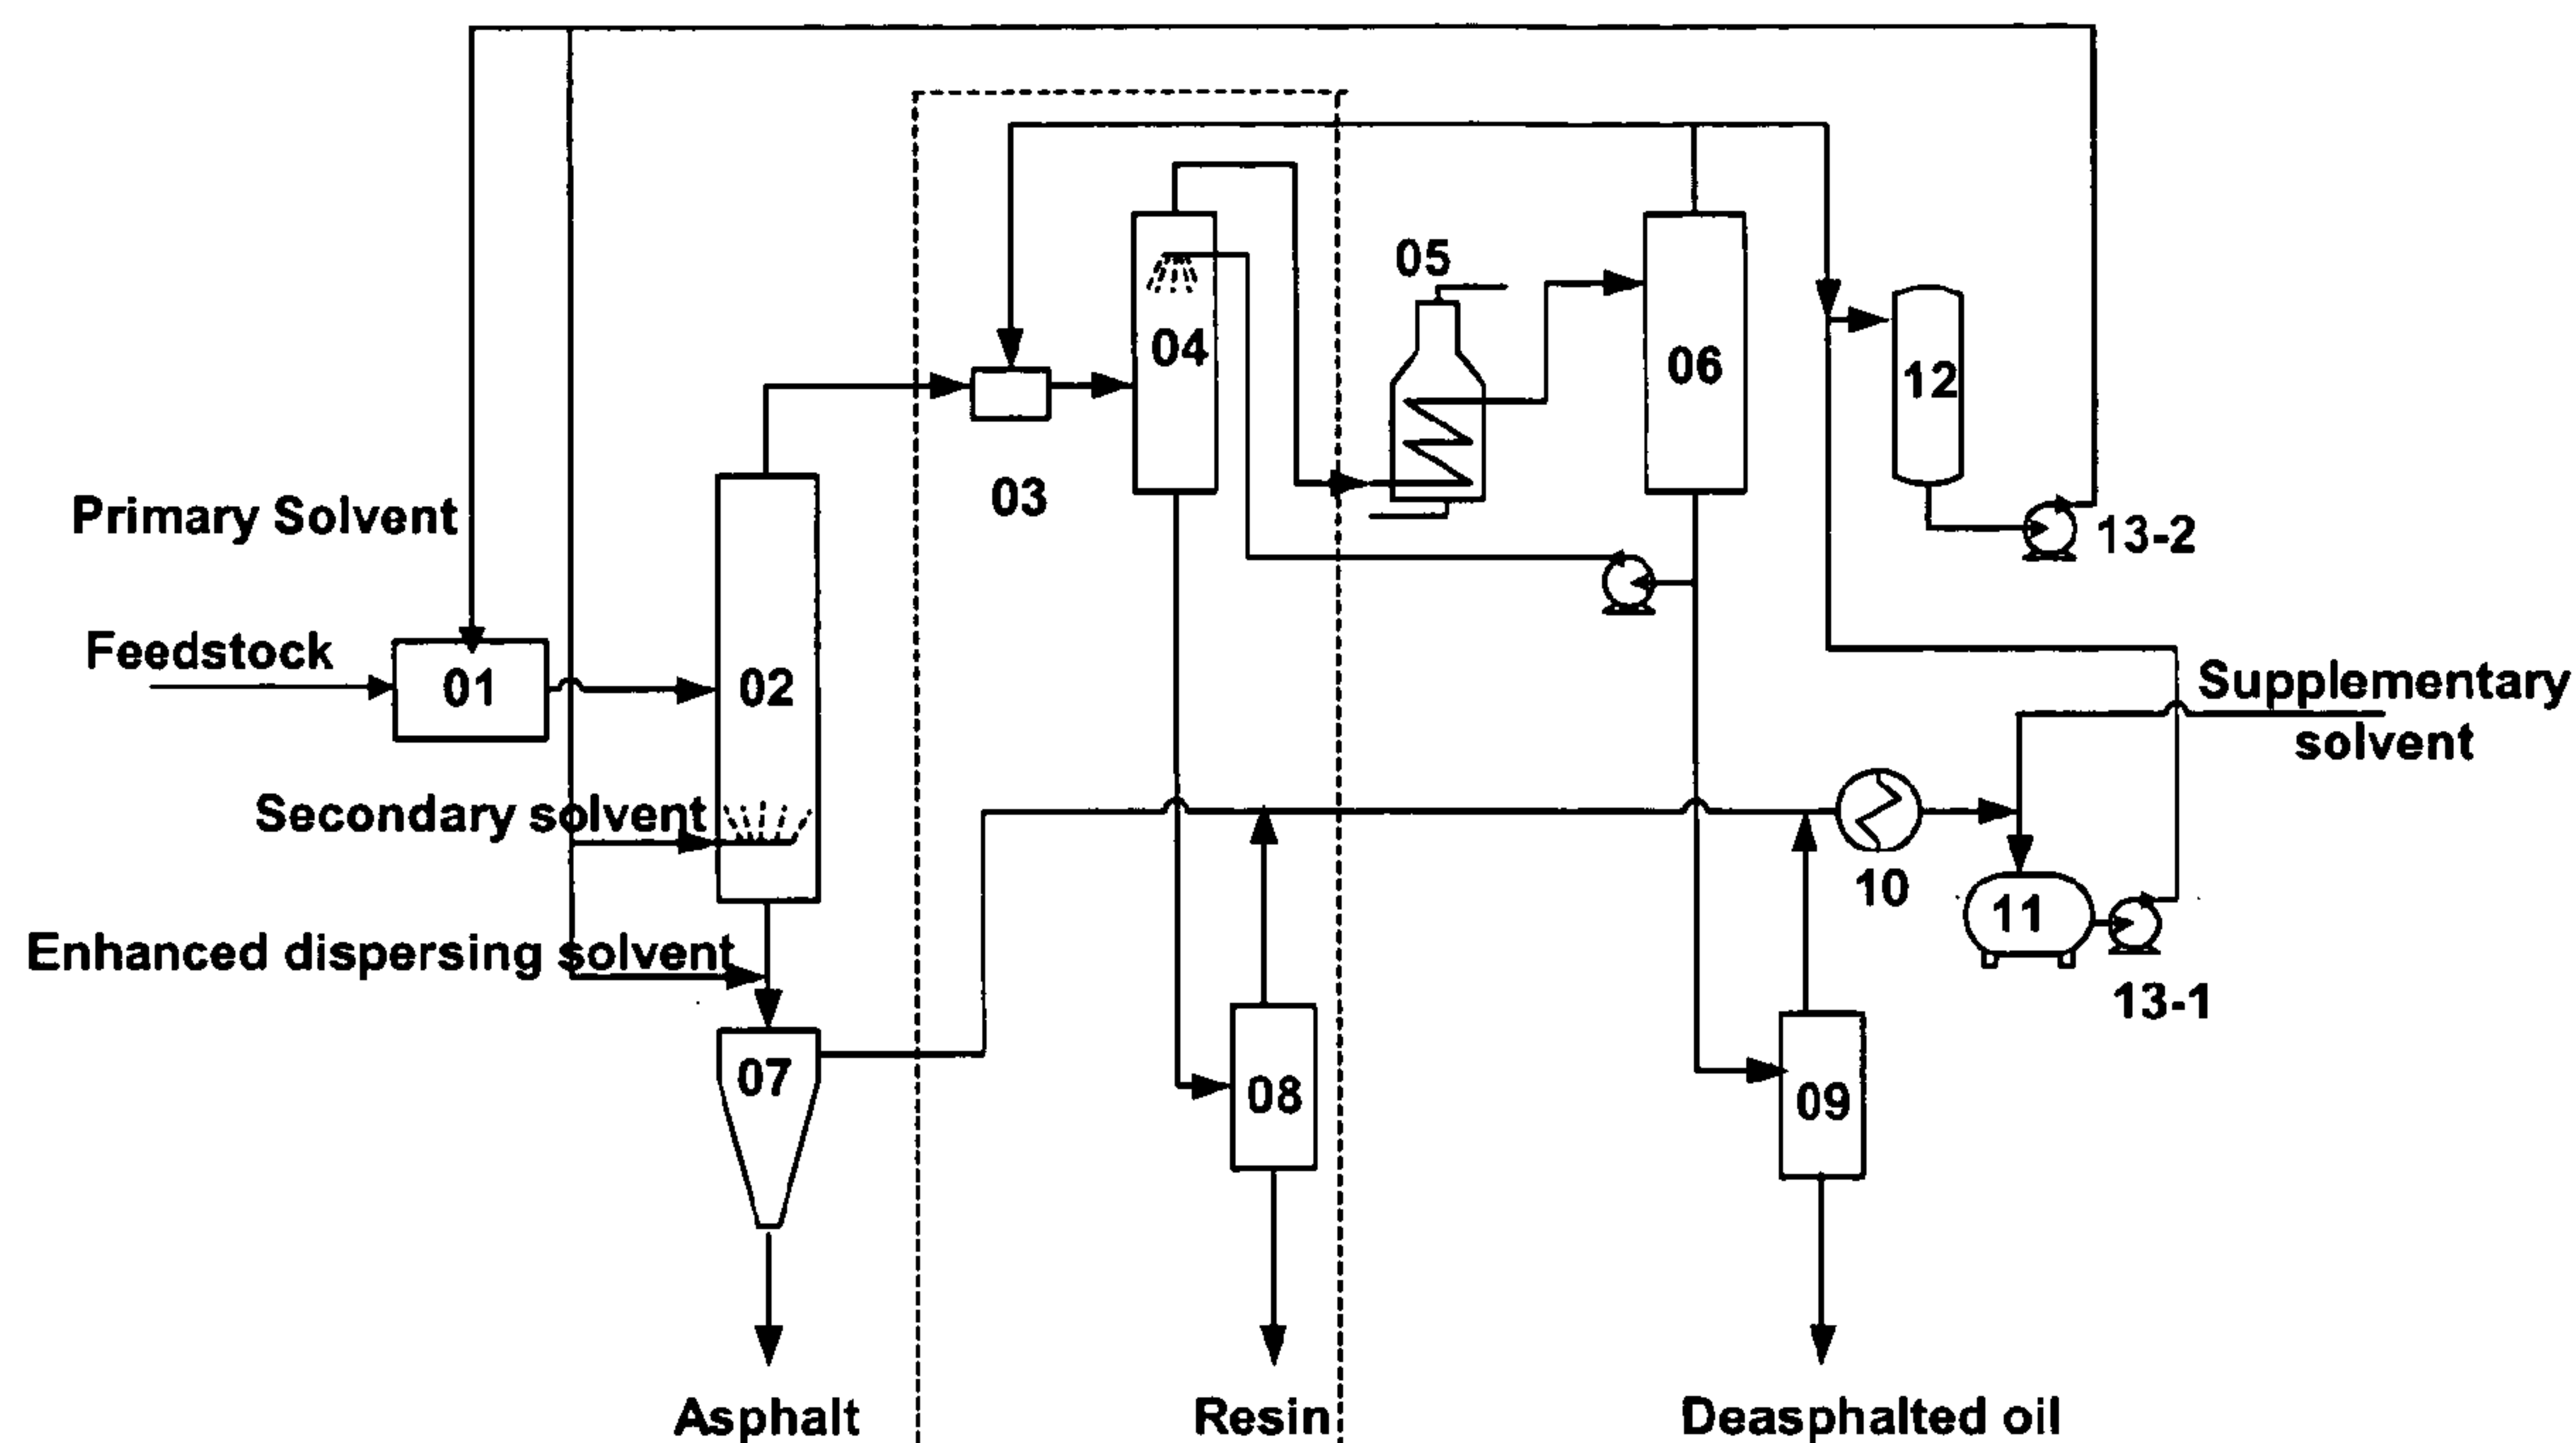 05
04
06
12
03
Primary Solvent
13-2
Feedstock
01
02
Supplementary
solvent
Secondary solvent
10
11
Enhanced dispersing solvent
13-1
07
08
09
Asphalt
Resin
Deasphalted oil